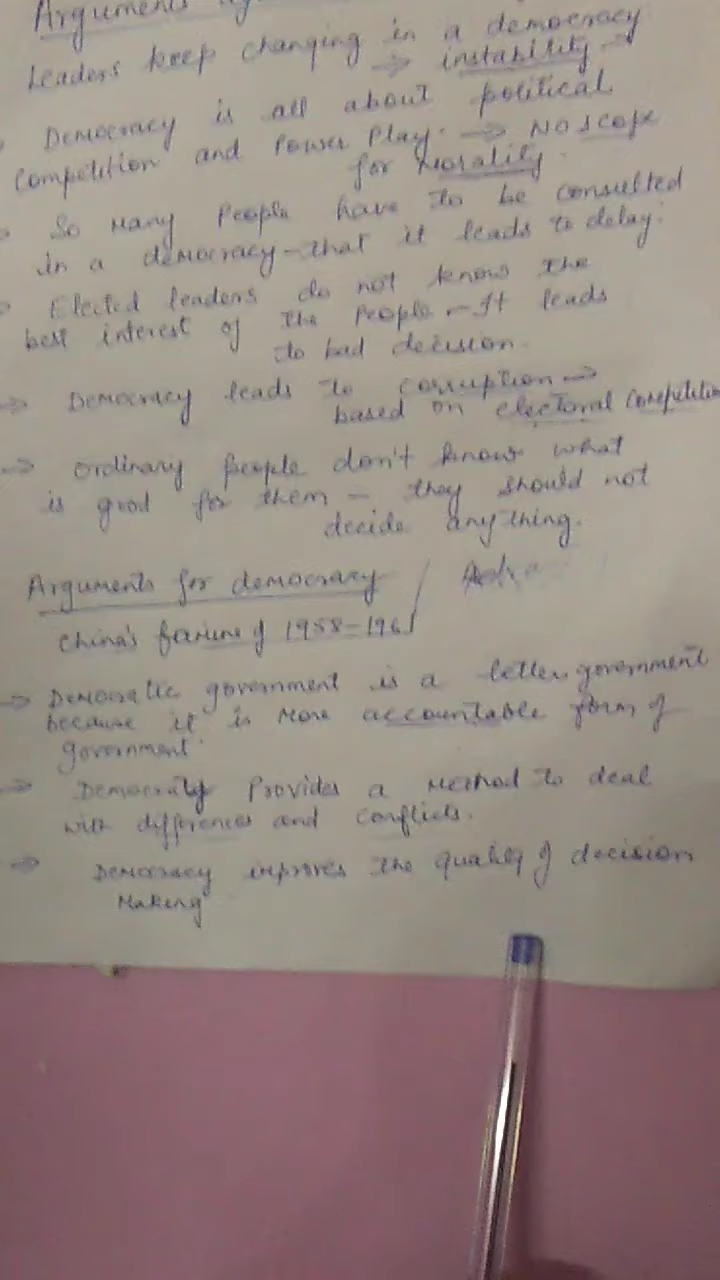 Arguments ag
Leaders keep changing in a democracy
→ instability →
Democracy is all about political
Competition and Power Play. → No scope
for Morality.
So Many People have to be consulted
in a democracy - that it leads to delay.
Elected leaders do not know the
best interest of the People - It leads
to bad decision.
→ Democracy leads to corruption →
based on electoral Competition
→ Ordinary people don't know what
is good for them - they should not
decide anything.
Arguments for democracy /
China's of 1958-1961
→ Democratic government is a better government
because it is More accountable form of
government.
→ Provides a Method to deal
with differences and conflicts.
→ Democracy improves the quality of decision
Making